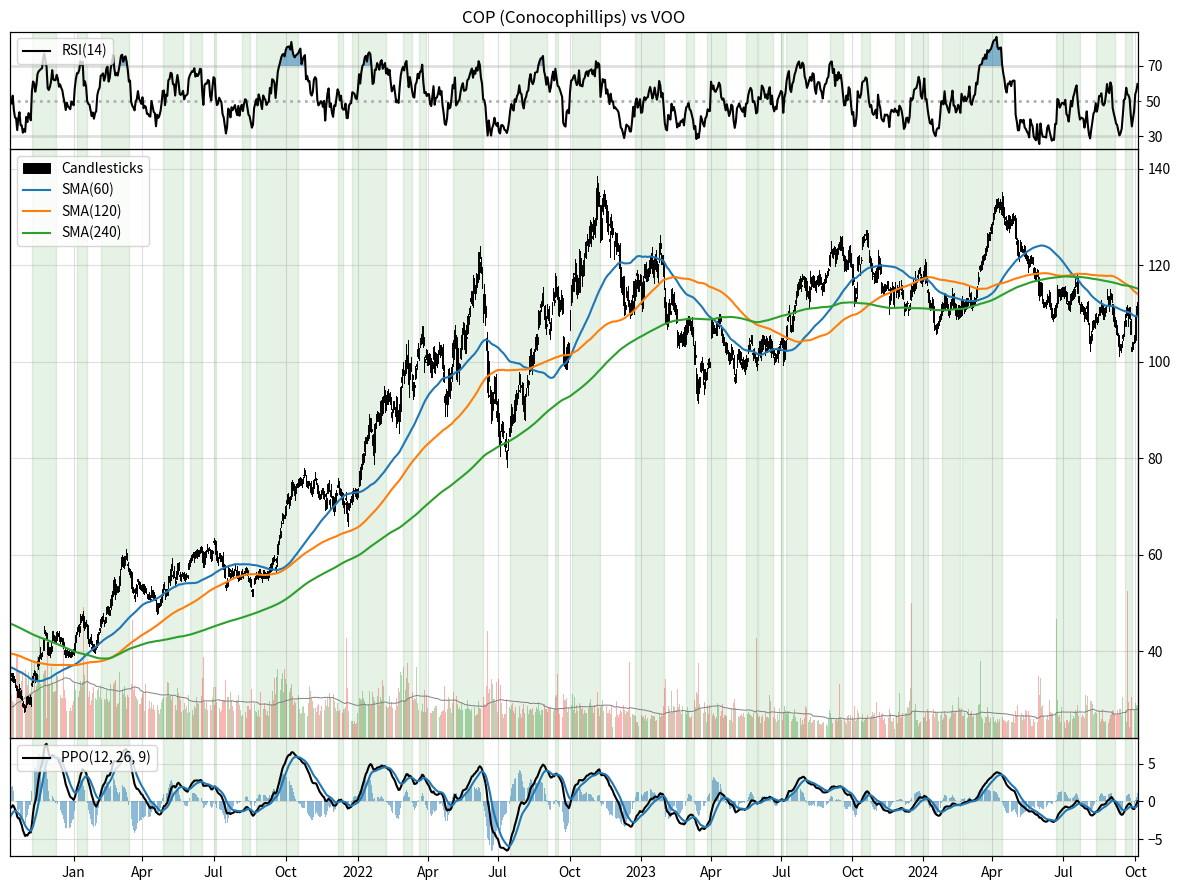 COP (Conocophillips) vs VOO
RSI(14)
70
50
30
Candlesticks
SMA(60)
SMA(120)
SMA(240)
140
120
100
80
60
40
PPO(12, 26, 9)
5
0
−5
Jan Apr Jul Oct 2022 Apr Jul Oct 2023 Apr Jul Oct 2024 Apr Jul Oct